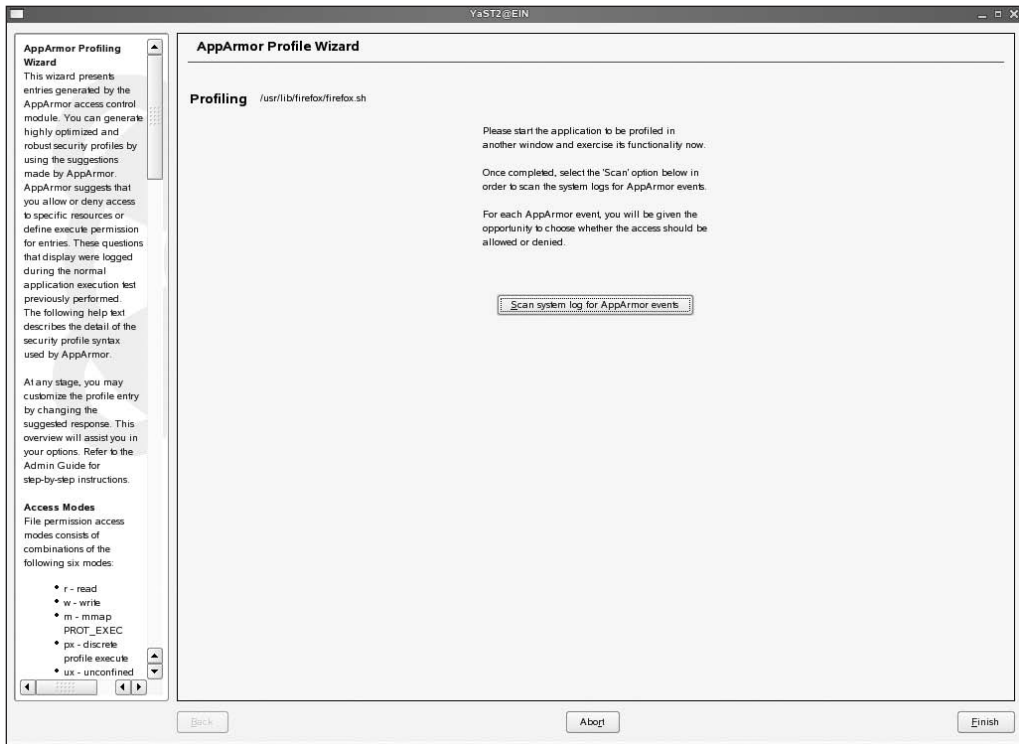 YaST2@EIN
AppArmor Profiling
Wizard
This wizard presents
entries generated by the
AppArmor access control
module. You can generate
highly optimized and
robust security profiles by
using the suggestions
made by AppArmor.
AppArmor suggests that
you allow or deny access
to specific resources or
define execute permission
for entries. These questions
that display were logged
during the normal
application execution test
previously performed.
The following help text
describes the detail of the
security profile syntax
used by AppArmor.
At any stage, you may
customize the profile entry
by changing the
suggested response. This
overview will assist you in
your options. Refer to the
Admin Guide for
step-by-step instructions.
Access Modes
File permission access
modes consists of
combinations of the
following six modes:
• r - read
• w - write
• m - mmap
PROT_EXEC
• px - discrete
profile execute
• ux - unconfined
AppArmor Profile Wizard
Profiling /usr/lib/firefox/firefox.sh
Please start the application to be profiled in
another window and exercise its functionality now.
Once completed, select the 'Scan' option below in
order to scan the system logs for AppArmor events.
For each AppArmor event, you will be given the
opportunity to choose whether the access should be
allowed or denied.
Scan system log for AppArmor events
Back
Abort
Finish